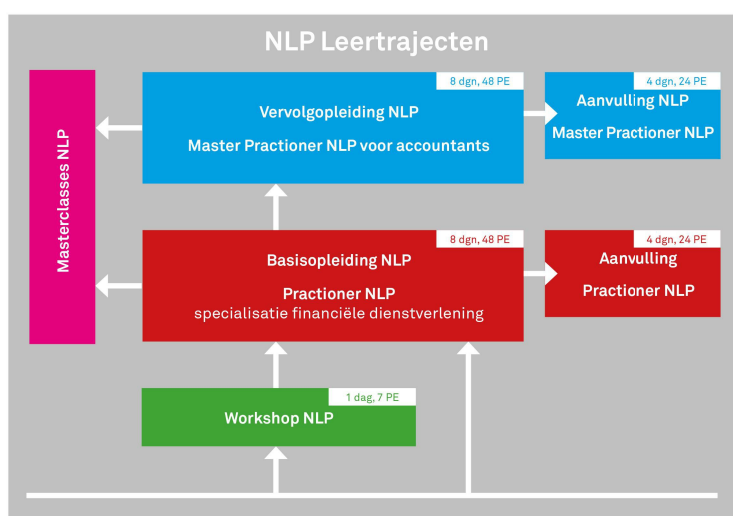 NLP Leertrajecten
Masterclasses NLP
8 dgn, 48 PE
Vervolgopleiding NLP
Master Practioner NLP voor accountants
4 dgn, 24 PE
Aanvulling NLP
Master Practioner NLP
8 dgn, 48 PE
Basisopleiding NLP
Practioner NLP
specialisatie financiële dienstverlening
4 dgn, 24 PE
Aanvulling
Practioner NLP
1 dag, 7 PE
Workshop NLP